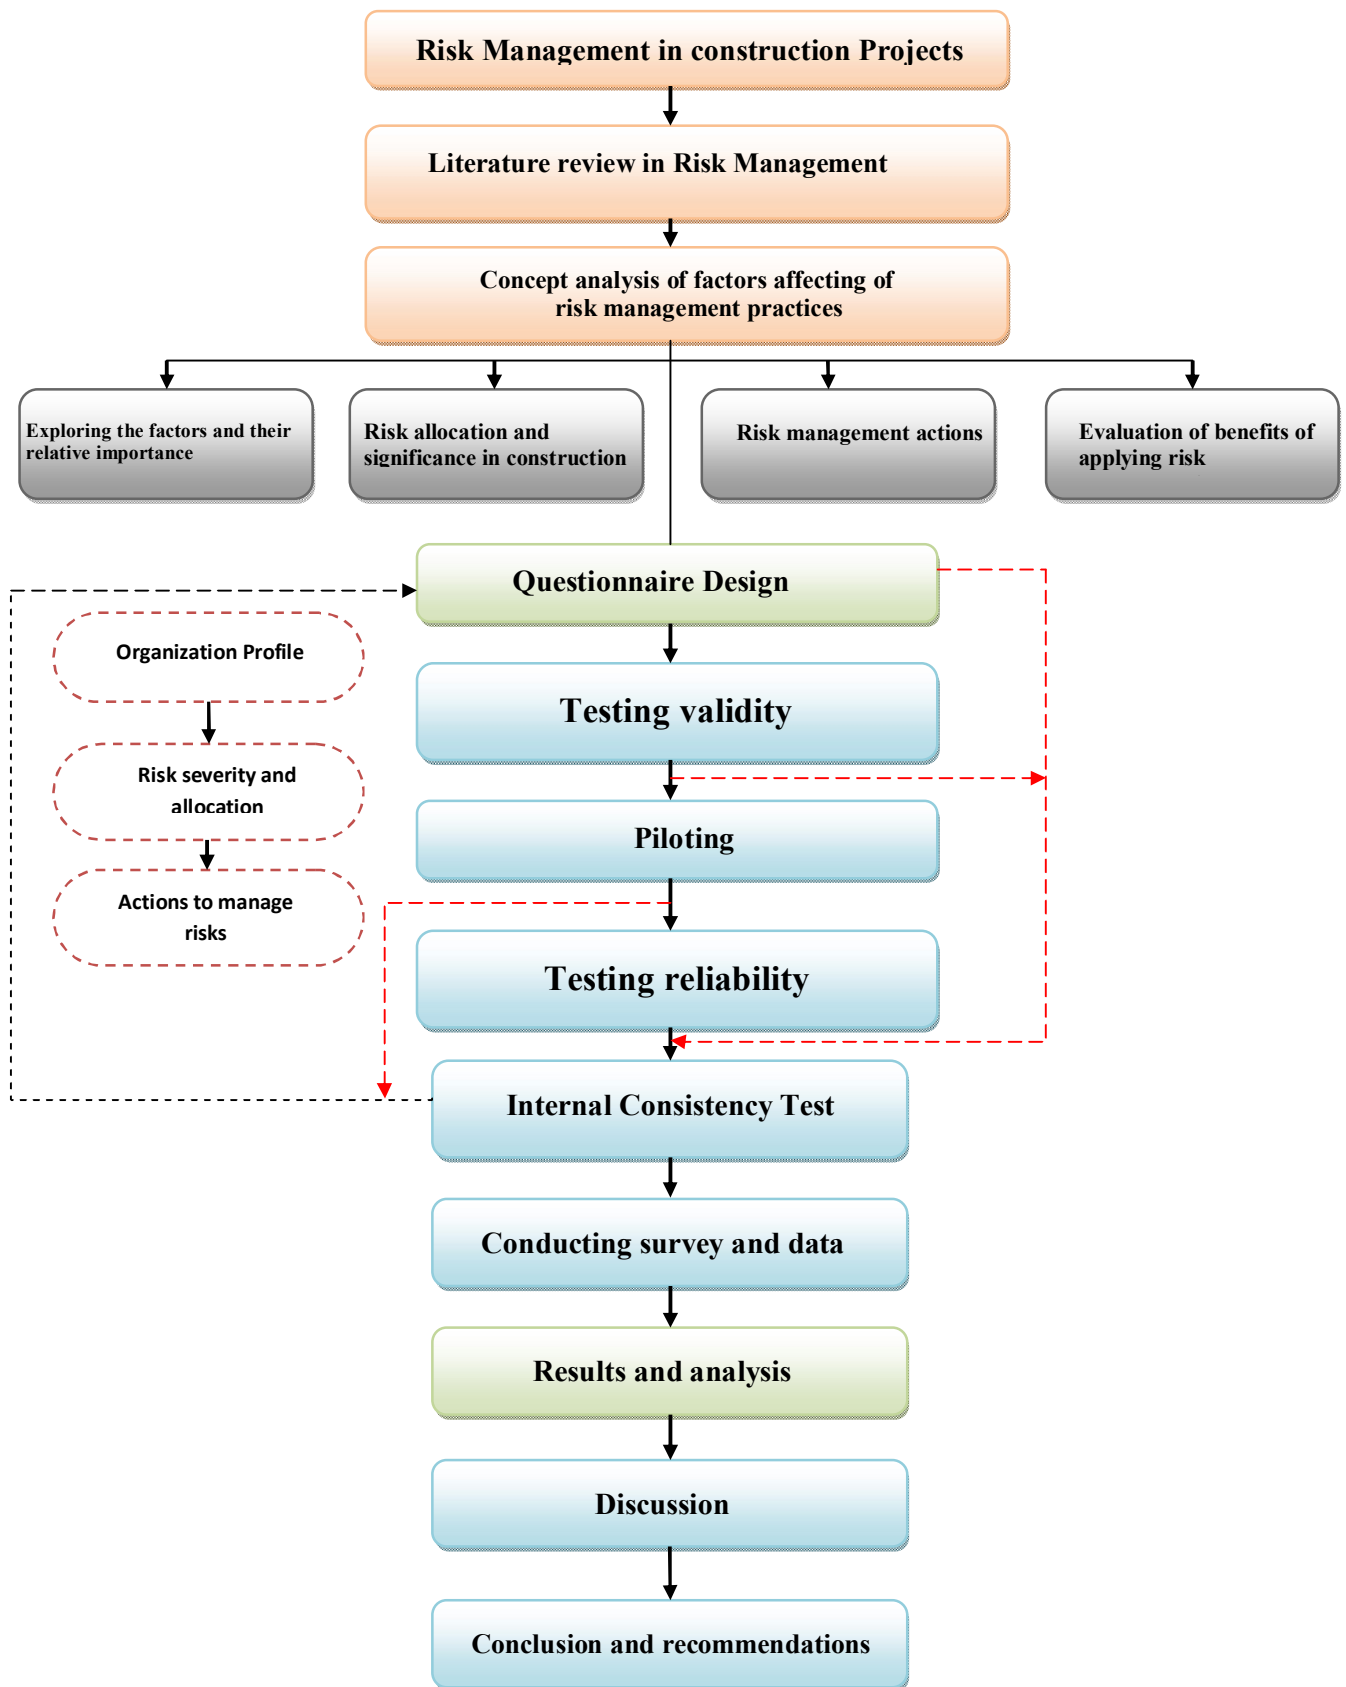 Risk Management in construction Projects
Literature review in Risk Management
Concept analysis of factors affecting of
risk management practices
Exploring the factors and their
relative importance
Risk allocation and
significance in construction
Risk management actions
Evaluation of benefits of
applying risk
Questionnaire Design
Organization Profile
Testing validity
Risk severity and
allocation
Piloting
Actions to manage
risks
Testing reliability
Internal Consistency Test
Conducting survey and data
Results and analysis
Discussion
Conclusion and recommendations